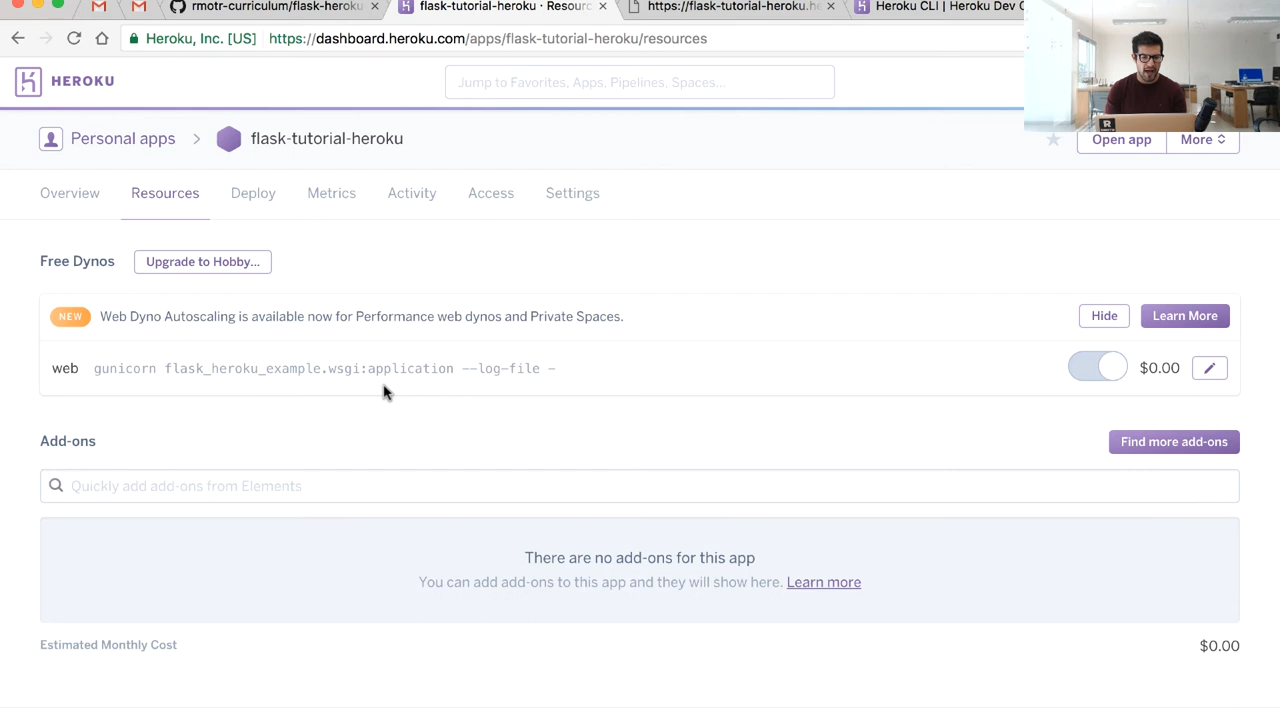 rmotr-curriculum/flask-heroku
flask-tutorial-heroku · Resourc
https://flask-tutorial-heroku.he
Heroku CLI | Heroku Dev C
Heroku, Inc. [US]
https://dashboard.heroku.com/apps/flask-tutorial-heroku/resources
HEROKU
Jump to Favorites, Apps, Pipelines, Spaces...
Personal apps > flask-tutorial-heroku
Open app
More
Overview
Resources
Deploy
Metrics
Activity
Access
Settings
Free Dynos
Upgrade to Hobby...
NEW
Web Dyno Autoscaling is available now for Performance web dynos and Private Spaces.
Hide
Learn More
web gunicorn flask_heroku_example.wsgi:application --log-file -
$0.00
Add-ons
Find more add-ons
Quickly add add-ons from Elements
There are no add-ons for this app
You can add add-ons to this app and they will show here. Learn more
Estimated Monthly Cost
$0.00